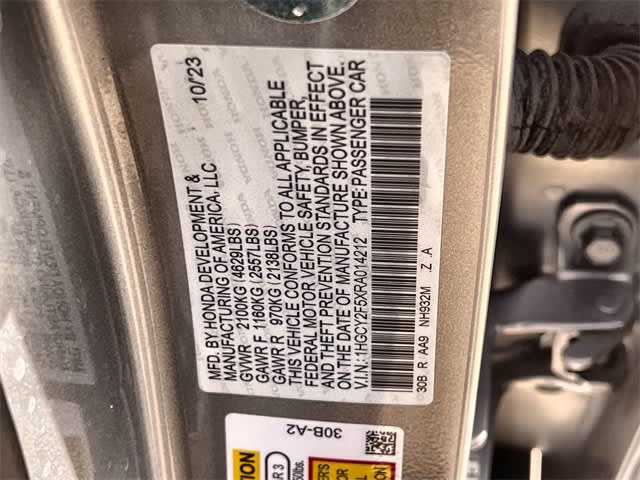 MFD. BY HONDA DEVELOPMENT & 10/23
MANUFACTURING OF AMERICA, LLC
GVWR 2100KG (4629LBS)
GAWR F 1160KG (2557LBS)
GAWR R 970KG (2138LBS)
THIS VEHICLE CONFORMS TO ALL APPLICABLE
FEDERAL MOTOR VEHICLE SAFETY, BUMPER,
AND THEFT PREVENTION STANDARDS IN EFFECT
ON THE DATE OF MANUFACTURE SHOWN ABOVE.
V.I.N.: 1HGCY2F5XRA014212 TYPE: PASSENGER CAR
30B R AA9 NH932M Z A
30B-A2